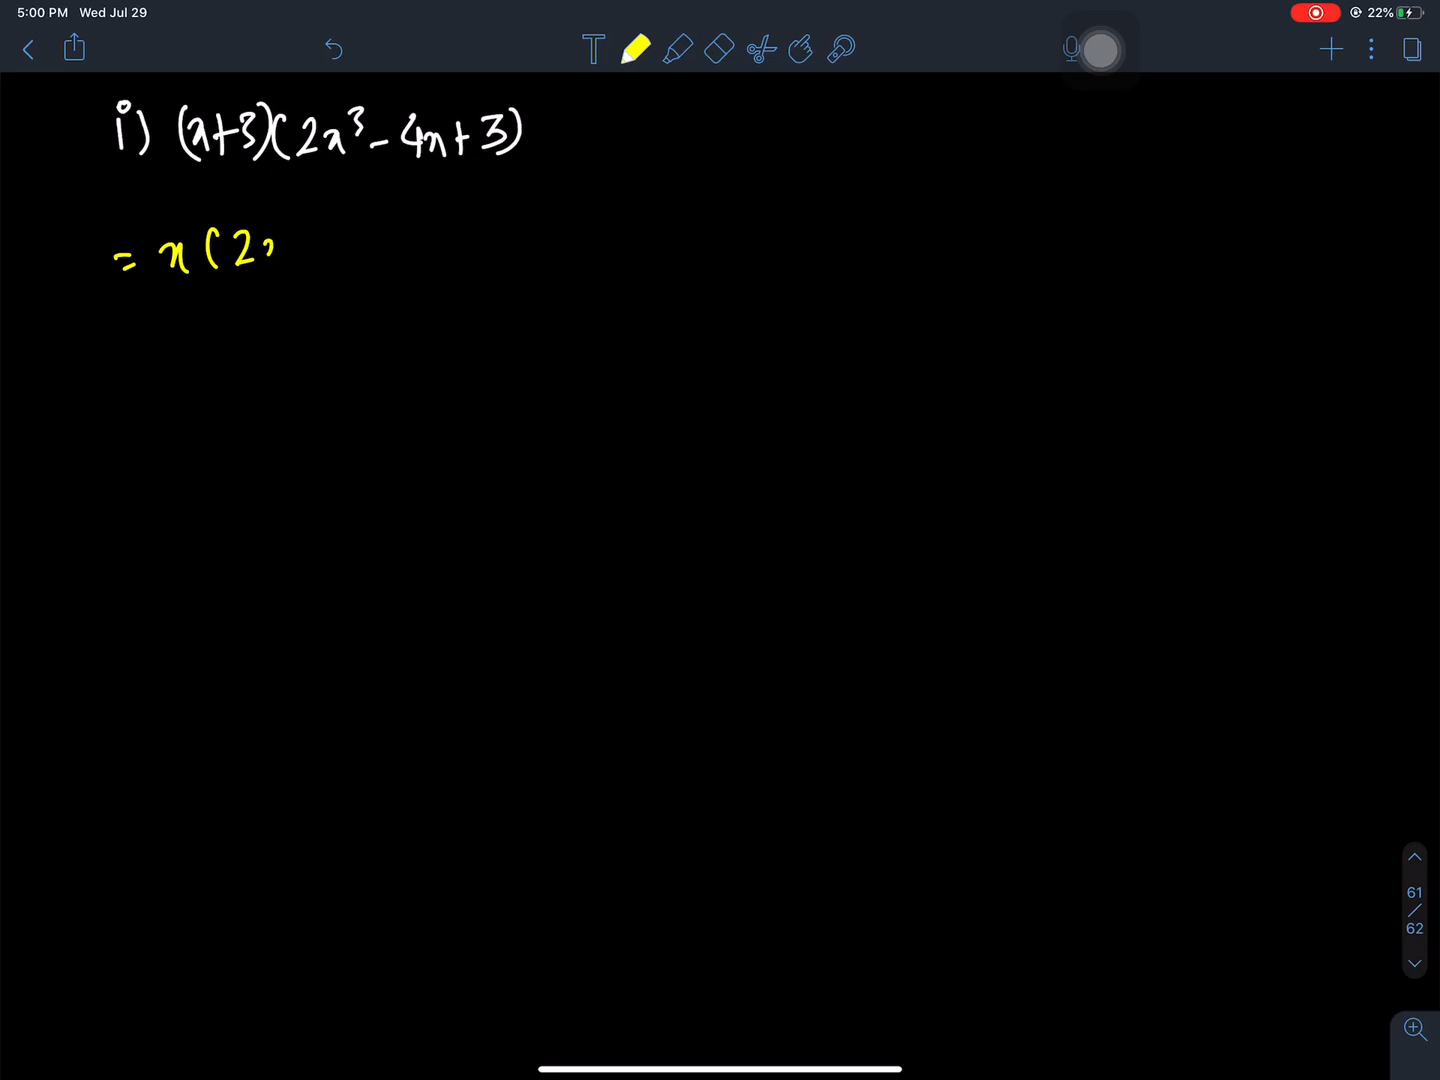 5:00 PM Wed Jul 29
22%
T
i) (x+3)(2x³ - 4x + 3)
= x (2
61
62